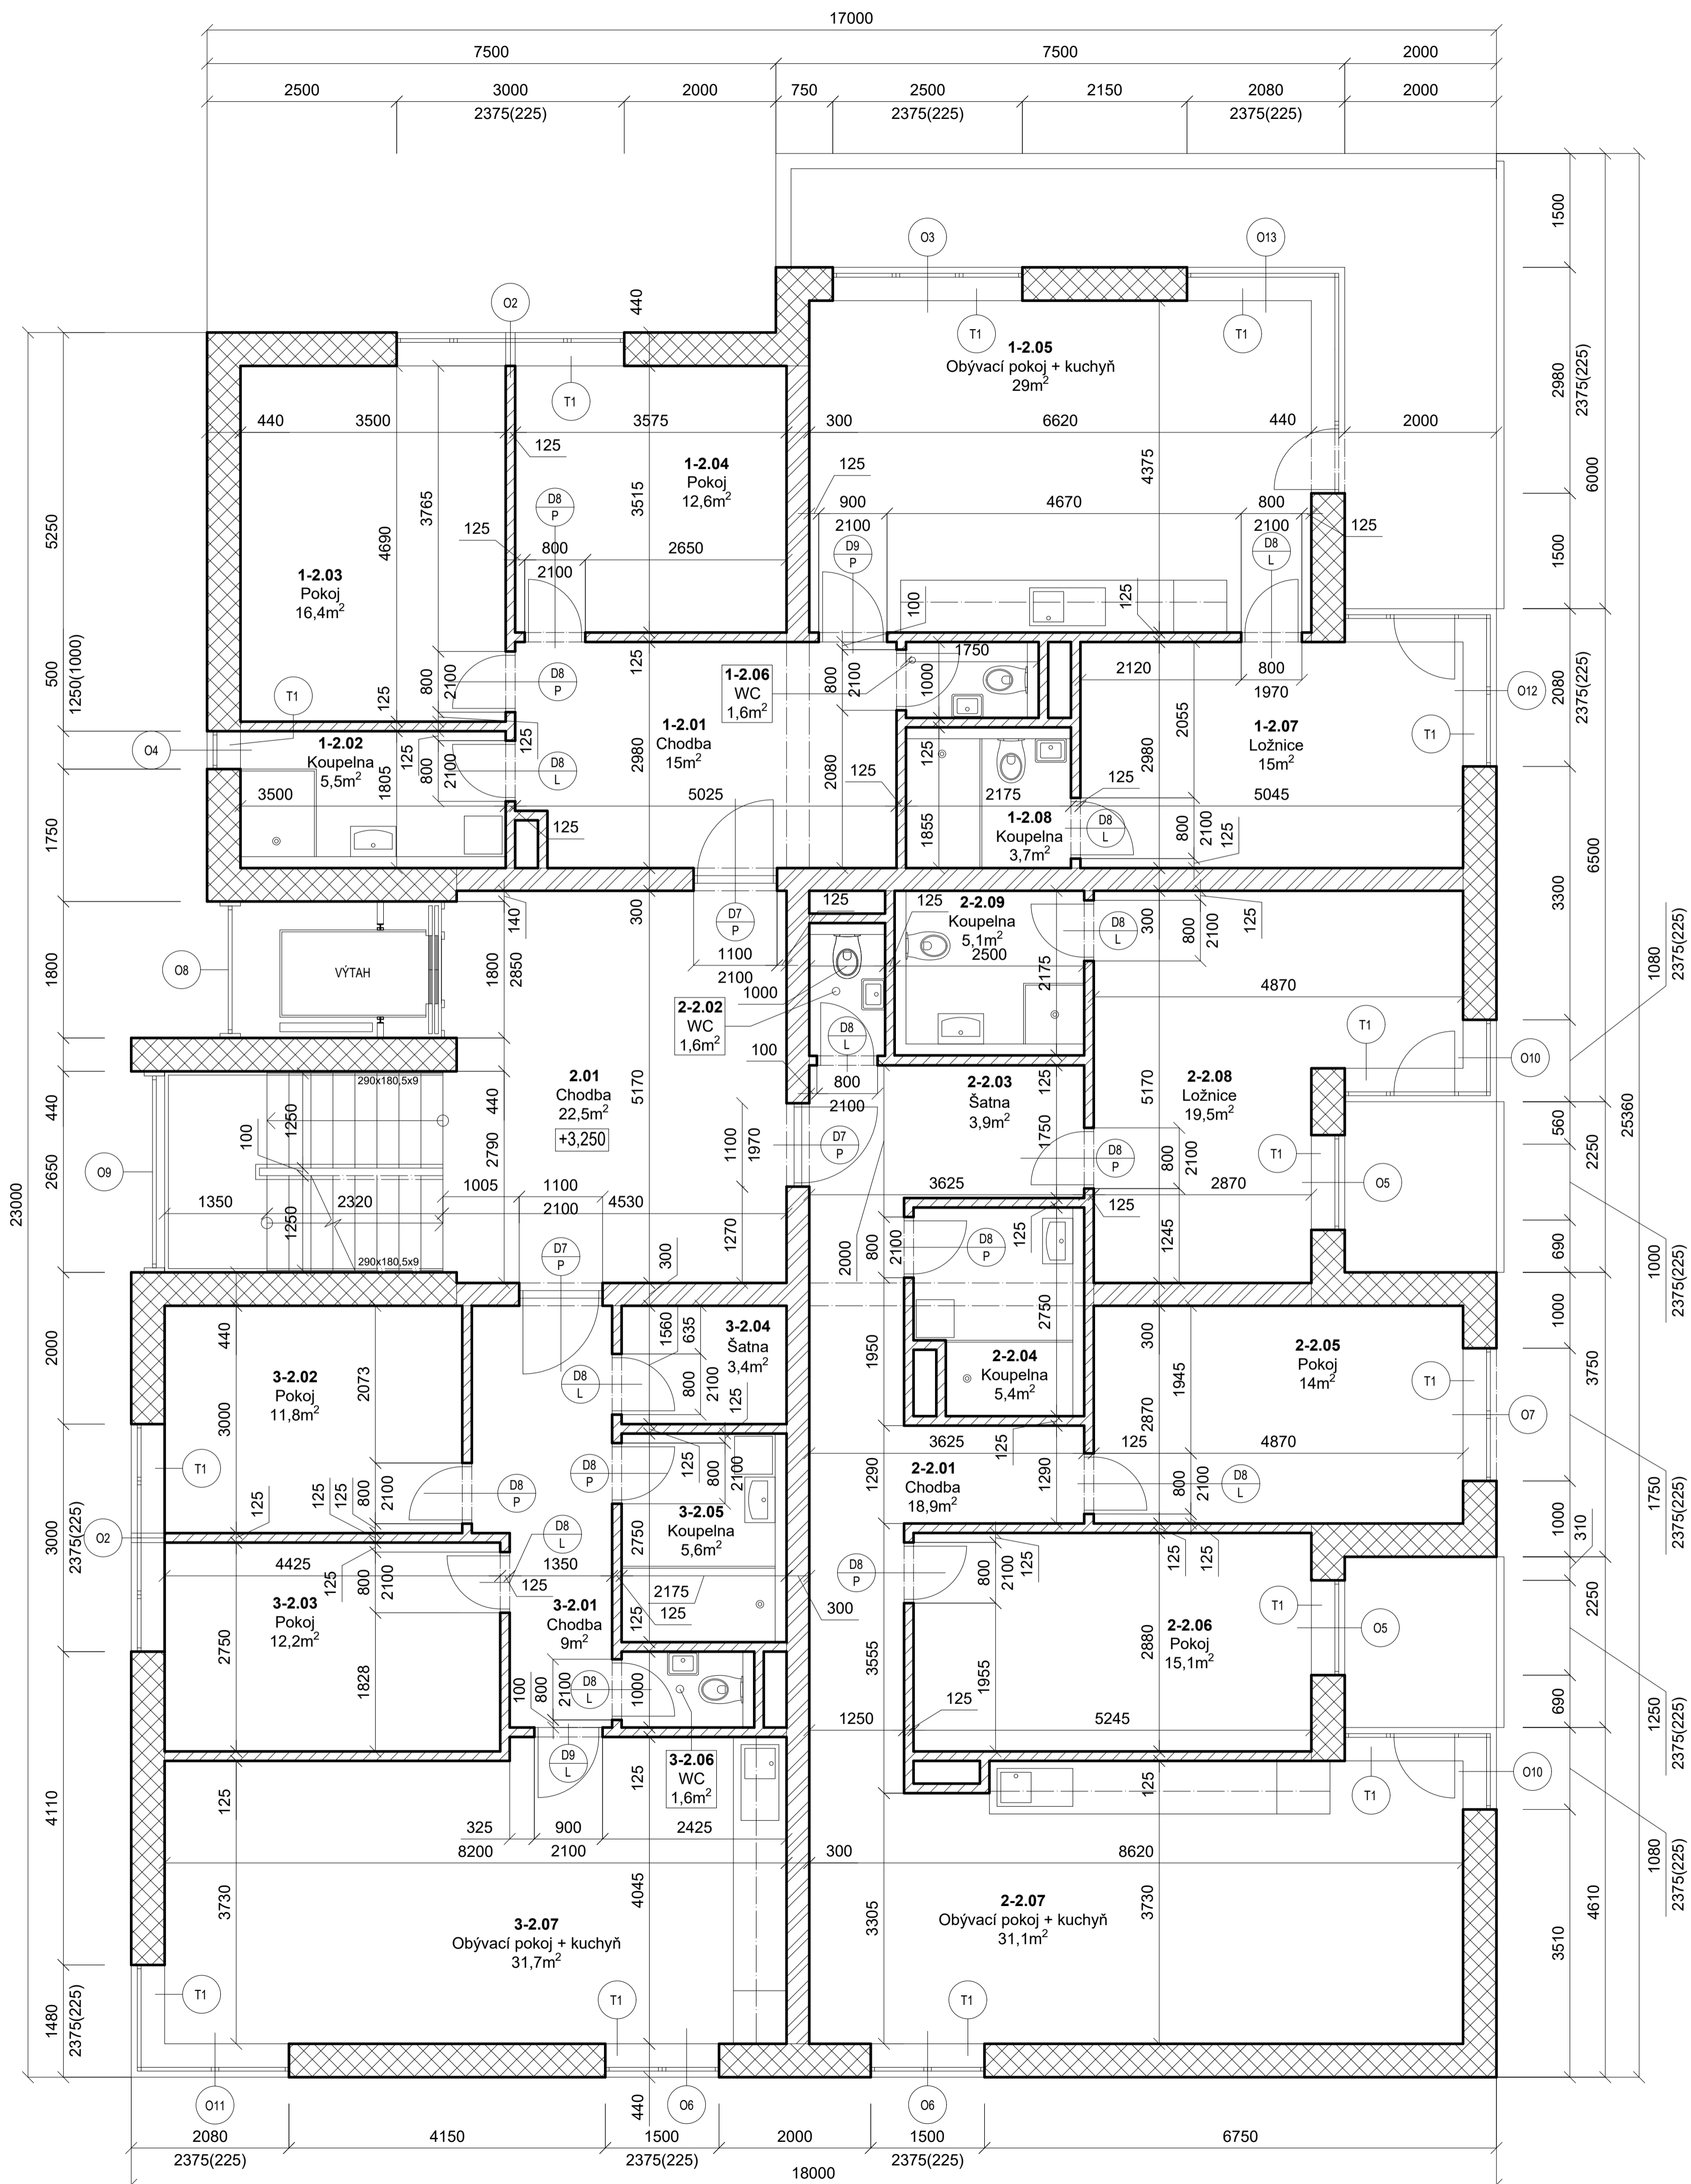 17000
7500
7500
2000
2500
3000
2375(225)
2000
750
2500
2375(225)
2150
2080
2375(225)
2000
O3
O13
O2
T1
T1
T1
440
1-2.05
Obývací pokoj + kuchyň
29m²
440
3500
3575
300
6620
440
2000
125
125
1-2.04
Pokoj
12,6m²
3765
4690
3515
4375
D8
P
125
800
2100
2650
900
2100
4670
800
2100
125
D9
P
D8
L
1-2.03
Pokoj
16,4m²
100
125
125
800
2100
D8
P
1-2.06
WC
1,6m²
800
2100
1000
1750
2120
800
1970
T1
125
1-2.02
Koupelna
5,5m²
O4
125
800
2100
125
D8
L
1-2.01
Chodba
15m²
2980
2080
125
2055
2980
1-2.07
Ložnice
15m²
T1
O12
1805
3500
5025
125
125
2175
125
5045
1855
1-2.08
Koupelna
3,7m²
D8
L
800
2100
125
140
300
D7
P
125
125
2-2.09
Koupelna
5,1m²
300
D8
L
800
2100
125
O8
VÝTAH
1800
2850
1100
2100
2500
2175
4870
1000
2-2.02
WC
1,6m²
D8
L
T1
O10
100
290x180,5x9
1250
100
440
2790
2.01
Chodba
22,5m²
+3,250
5170
800
2100
125
2-2.03
Šatna
3,9m²
1750
5170
2-2.08
Ložnice
19,5m²
1100
1970
D7
P
D8
P
800
2100
T1
O5
O9
1350
2320
1250
1005
1100
2100
4530
3625
125
2870
1270
2000
800
2100
125
D8
P
1245
290x180,5x9
D7
P
300
440
2073
1560
635
3-2.04
Šatna
3,4m²
1950
2750
300
1945
2-2.05
Pokoj
14m²
3-2.02
Pokoj
11,8m²
D8
L
800
2100
125
2-2.04
Koupelna
5,4m²
2870
T1
O7
3000
3625
125
125
4870
T1
D8
P
125
800
2100
2-2.01
Chodba
18,9m²
1290
1290
D8
L
800
2100
125
125
125
800
2100
D8
P
3-2.05
Koupelna
5,6m²
2750
O2
D8
L
4425
125
800
2100
125
1350
2175
125
125
300
D8
P
800
2100
125
125
125
3-2.03
Pokoj
12,2m²
3-2.01
Chodba
9m²
T1
O5
2-2.06
Pokoj
15,1m²
2750
1828
3555
1955
2880
100
800
2100
D8
L
1000
1250
125
5245
D9
L
3-2.06
WC
1,6m²
125
125
125
T1
O10
325
900
2425
8200
2100
300
8620
3730
4045
3305
3730
3-2.07
Obývací pokoj + kuchyň
31,7m²
2-2.07
Obývací pokoj + kuchyň
31,1m²
T1
T1
T1
O11
440
O6
O6
2080
2375(225)
4150
1500
2375(225)
2000
1500
2375(225)
6750
18000
23000
5250
500
1250(1000)
1750
1800
440
2650
2000
3000
2375(225)
4110
1480
2375(225)
1500
2980
2375(225)
1500
2080
2375(225)
3300
1080
2375(225)
560
1000
2375(225)
690
1000
1750
2375(225)
1000
310
1250
2375(225)
690
1080
2375(225)
3510
6000
6500
2250
3750
2250
4610
25360